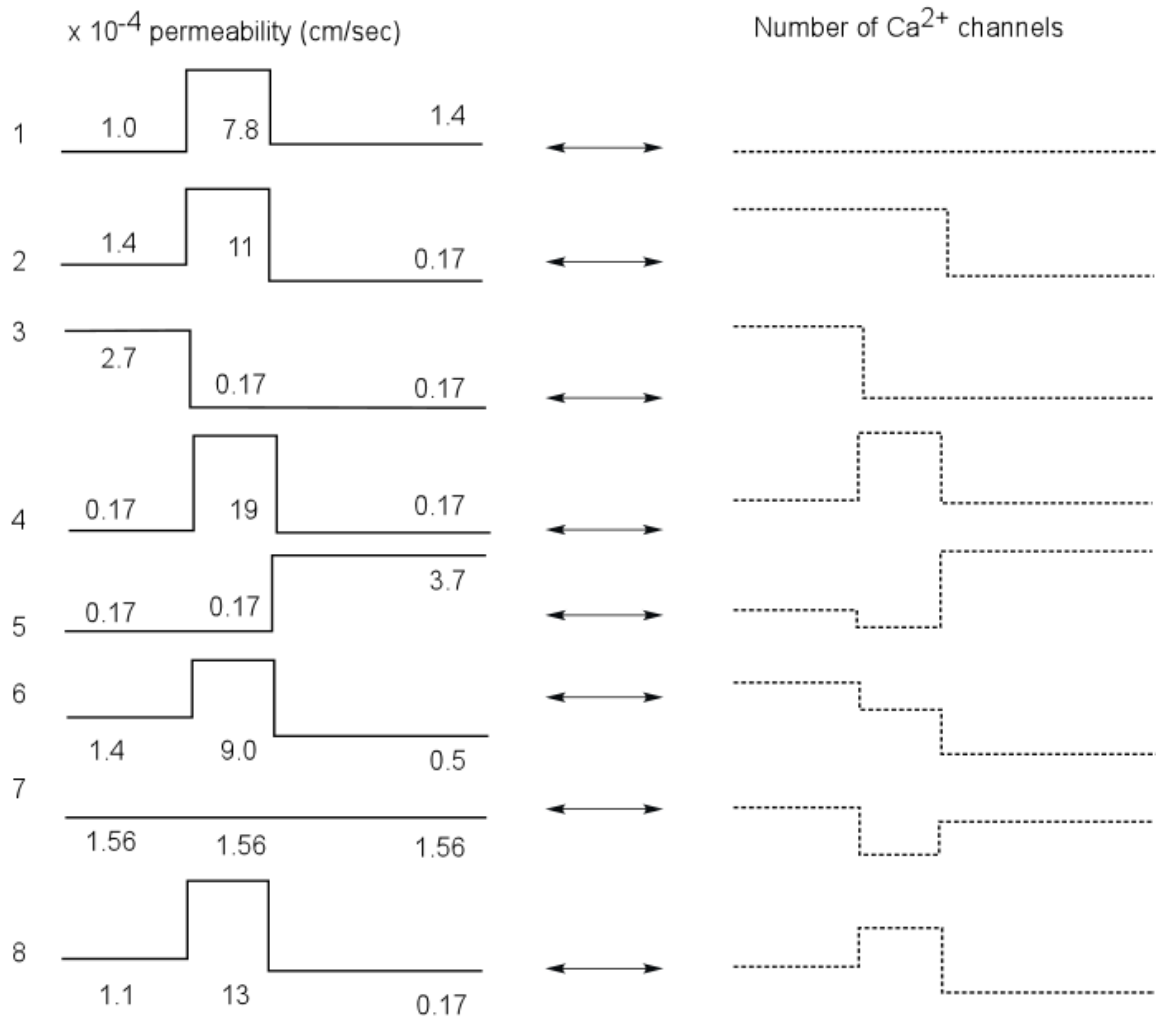 x 10-4 permeability (cm/sec) Number of Ca2+ channels
1 1.0 7.8 1.4
2 1.4 11 0.17
3 2.7 0.17 0.17
4 0.17 19 0.17
5 0.17 0.17 3.7
6 1.4 9.0 0.5
7 1.56 1.56 1.56
8 1.1 13 0.17